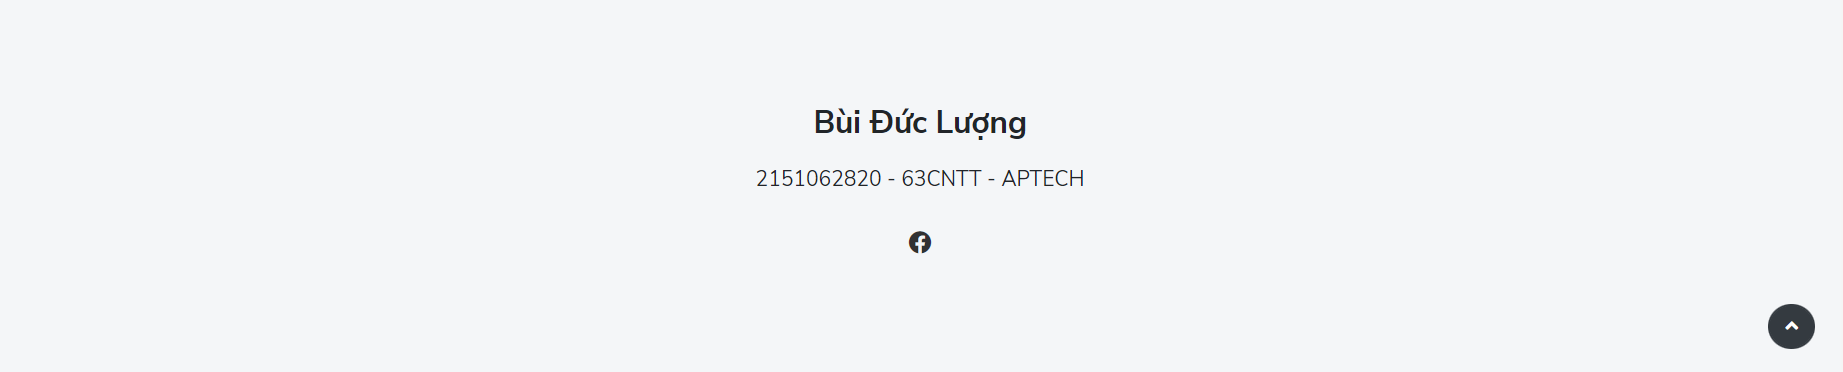 Bùi Đức Lượng
2151062820 - 63CNTT - APTECH